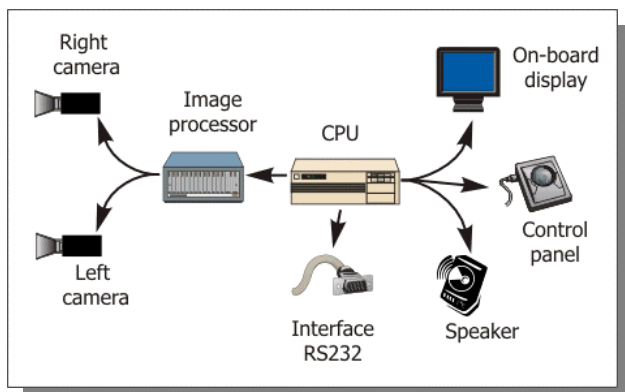 Right
camera
Image
processor
CPU
On-board
display
Left
camera
Interface
RS232
Speaker
Control
panel